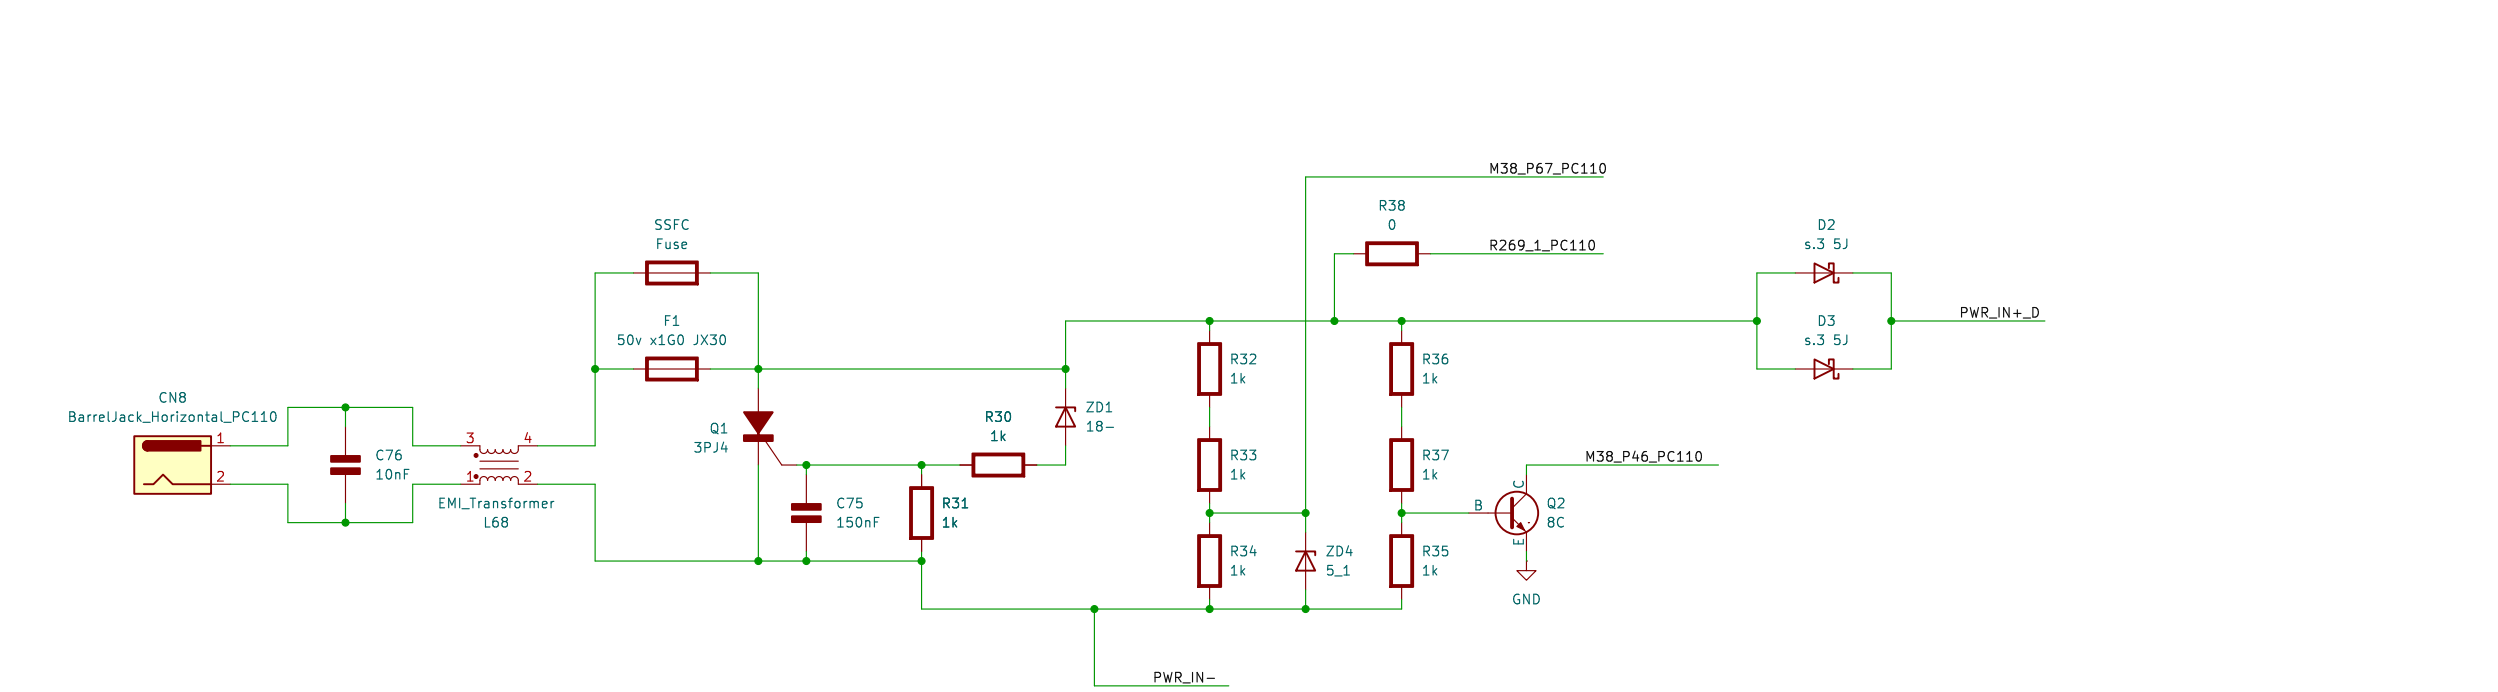 M38_P67_PC110
R38
0
R269_1_PC110
SSFC
Fuse
D2
s.3 5J
F1
50v x1G0 JX30
PWR_IN+_D
D3
s.3 5J
R32
1k
R36
1k
CN8
BarrelJack_Horizontal_PC110
1
2
C76
10nF
3
4
1
2
EMI_Transformer
L68
Q1
3PJ4
ZD1
18-
R30
1k
R33
1k
R37
1k
M38_P46_PC110
C75
150nF
R31
1k
B
C
E
Q2
8C
R34
1k
ZD4
5_1
R35
1k
GND
PWR_IN-